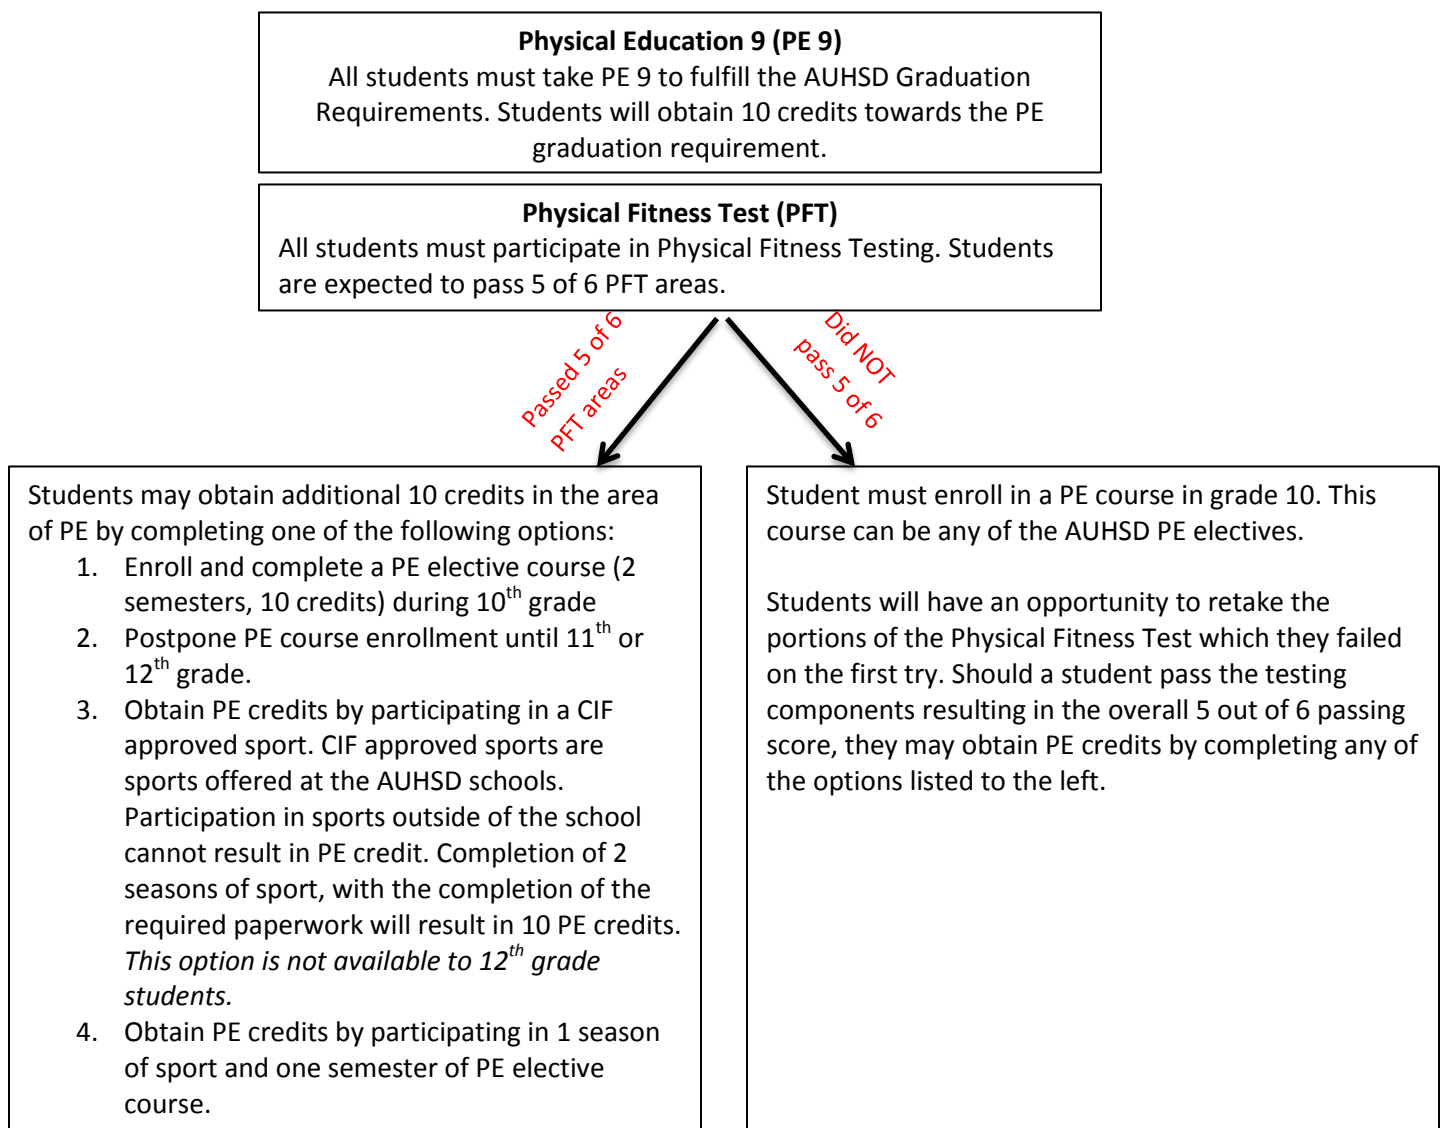 Physical Education 9 (PE 9)
All students must take PE 9 to fulfill the AUHSD Graduation
Requirements. Students will obtain 10 credits towards the PE
graduation requirement.
Physical Fitness Test (PFT)
All students must participate in Physical Fitness Testing. Students
are expected to pass 5 of 6 PFT areas.
Passed 5 of 6
PFT areas
Did NOT
pass 5 of 6
Students may obtain additional 10 credits in the area
of PE by completing one of the following options:
1. Enroll and complete a PE elective course (2
semesters, 10 credits) during 10th grade
2. Postpone PE course enrollment until 11th or
12th grade.
3. Obtain PE credits by participating in a CIF
approved sport. CIF approved sports are
sports offered at the AUHSD schools.
Participation in sports outside of the school
cannot result in PE credit. Completion of 2
seasons of sport, with the completion of the
required paperwork will result in 10 PE credits.
This option is not available to 12th grade
students.
4. Obtain PE credits by participating in 1 season
of sport and one semester of PE elective
course.
Student must enroll in a PE course in grade 10. This
course can be any of the AUHSD PE electives.
Students will have an opportunity to retake the
portions of the Physical Fitness Test which they failed
on the first try. Should a student pass the testing
components resulting in the overall 5 out of 6 passing
score, they may obtain PE credits by completing any of
the options listed to the left.